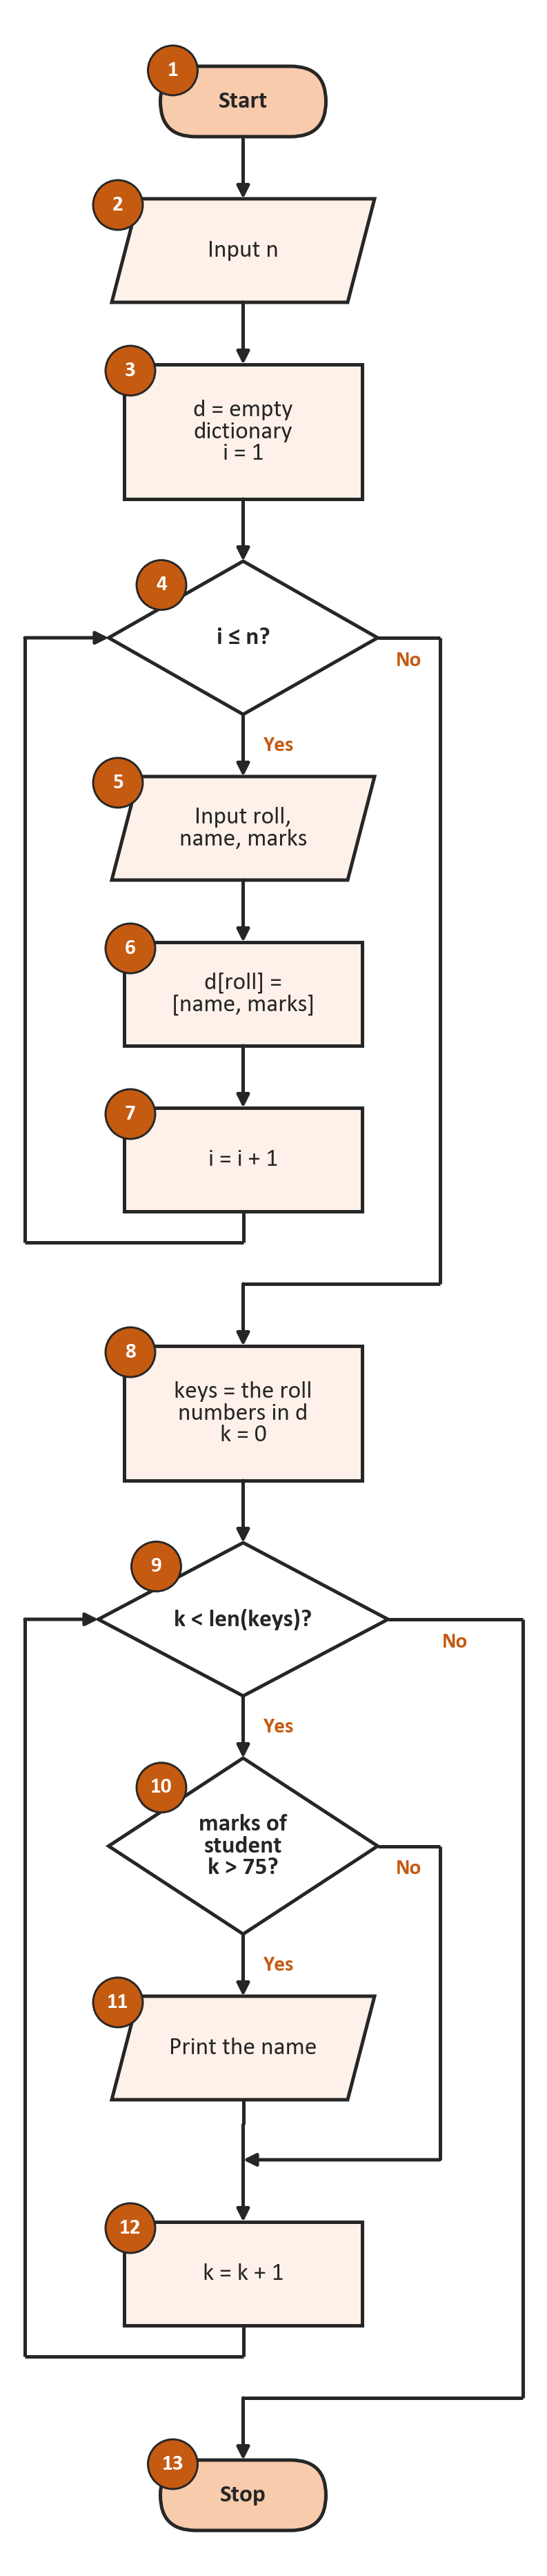 1
Start
2
Input n
3
d = empty
dictionary
i = 1
4
i ≤ n?
No
Yes
5
Input roll,
name, marks
6
d[roll] =
[name, marks]
7
i = i + 1
8
keys = the roll
numbers in d
k = 0
9
k < len(keys)?
No
Yes
10
marks of
student
k > 75?
No
Yes
11
Print the name
12
k = k + 1
13
Stop